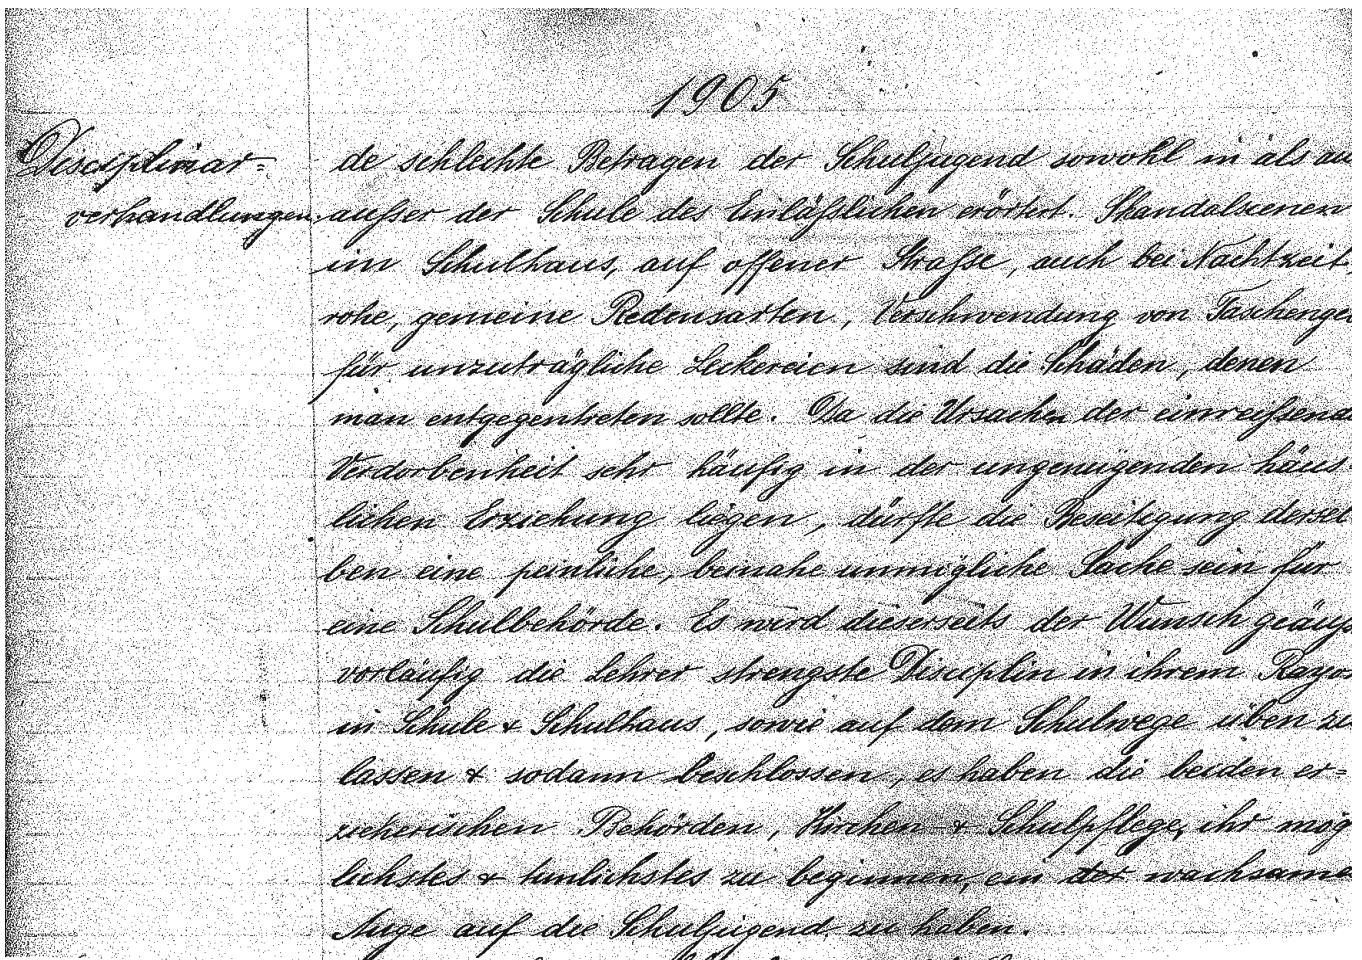 1905
Disciplinar=
verhandlungen.
de schlechte Betragen der Schuljugend sowohl in als au
außer der Schule des Einläßlichen erörtert. Skandalscenen
im Schulhaus, auf offener Straße, auch bei Nachtzeit,
rohe, gemeine Redensarten, Verschwendung von Taschengel
für unzuträgliche Leckereien sind die Schäden, denen
man entgegentreten sollte. Da die Ursachen der einreißend
Verdorbenheit sehr häufig in der ungenügenden häus-
lichen Erziehung liegen, dürfte die Beseitigung dersel
ben eine peinliche, beinahe unmögliche Sache sein für
eine Schulbehörde. Es wird dieserseits der Wunsch geäuß
vorläufig die Lehrer strengste Disciplin in ihrem Rayon
in Schule & Schulhaus, sowie auf dem Schulwege üben zu
lassen & sodann beschlossen, es haben die beiden er=
zieherischen Behörden, Kirchen- & Schulpflege, ihr mög
lichstes & tunlichstes zu beginnen, ein wachsame
Auge auf die Schuljugend zu haben.